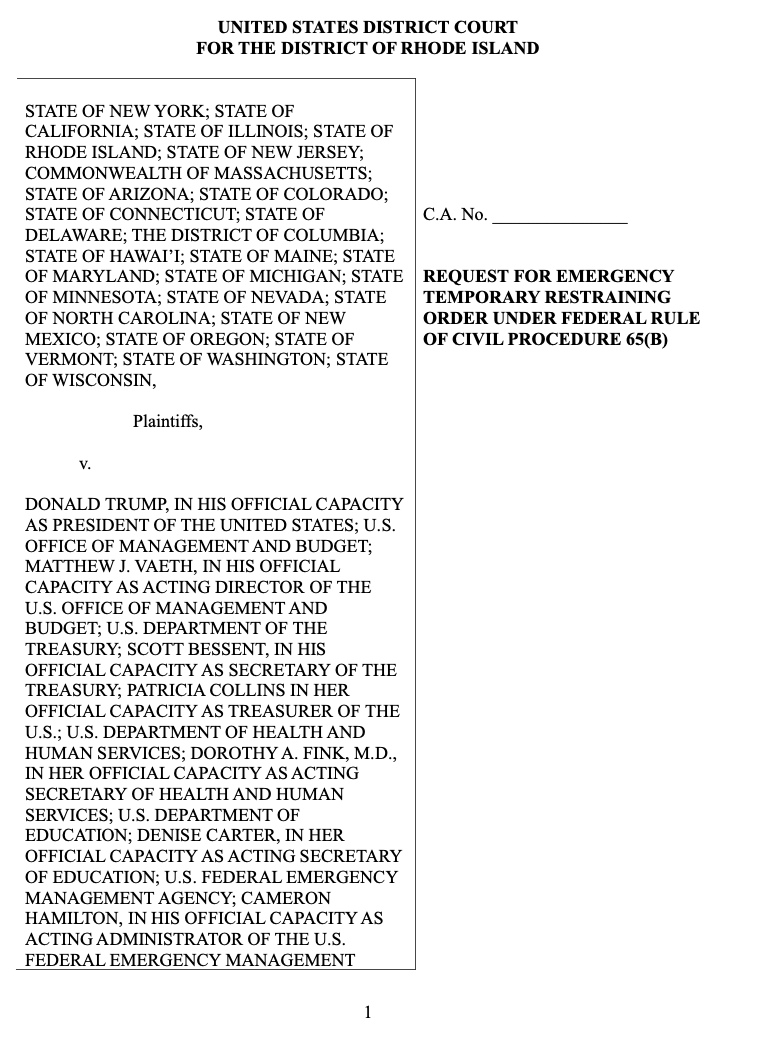 UNITED STATES DISTRICT COURT
FOR THE DISTRICT OF RHODE ISLAND
STATE OF NEW YORK; STATE OF
CALIFORNIA; STATE OF ILLINOIS; STATE OF
RHODE ISLAND; STATE OF NEW JERSEY;
COMMONWEALTH OF MASSACHUSETTS;
STATE OF ARIZONA; STATE OF COLORADO;
STATE OF CONNECTICUT; STATE OF
DELAWARE; THE DISTRICT OF COLUMBIA;
STATE OF HAWAI’I; STATE OF MAINE; STATE
OF MARYLAND; STATE OF MICHIGAN; STATE
OF MINNESOTA; STATE OF NEVADA; STATE
OF NORTH CAROLINA; STATE OF NEW
MEXICO; STATE OF OREGON; STATE OF
VERMONT; STATE OF WASHINGTON; STATE
OF WISCONSIN,
Plaintiffs,
v.
DONALD TRUMP, IN HIS OFFICIAL CAPACITY
AS PRESIDENT OF THE UNITED STATES; U.S.
OFFICE OF MANAGEMENT AND BUDGET;
MATTHEW J. VAETH, IN HIS OFFICIAL
CAPACITY AS ACTING DIRECTOR OF THE
U.S. OFFICE OF MANAGEMENT AND
BUDGET; U.S. DEPARTMENT OF THE
TREASURY; SCOTT BESSENT, IN HIS
OFFICIAL CAPACITY AS SECRETARY OF THE
TREASURY; PATRICIA COLLINS IN HER
OFFICIAL CAPACITY AS TREASURER OF THE
U.S.; U.S. DEPARTMENT OF HEALTH AND
HUMAN SERVICES; DOROTHY A. FINK, M.D.,
IN HER OFFICIAL CAPACITY AS ACTING
SECRETARY OF HEALTH AND HUMAN
SERVICES; U.S. DEPARTMENT OF
EDUCATION; DENISE CARTER, IN HER
OFFICIAL CAPACITY AS ACTING SECRETARY
OF EDUCATION; U.S. FEDERAL EMERGENCY
MANAGEMENT AGENCY; CAMERON
HAMILTON, IN HIS OFFICIAL CAPACITY AS
ACTING ADMINISTRATOR OF THE U.S.
FEDERAL EMERGENCY MANAGEMENT
C.A. No. _______________
REQUEST FOR EMERGENCY
TEMPORARY RESTRAINING
ORDER UNDER FEDERAL RULE
OF CIVIL PROCEDURE 65(B)
1